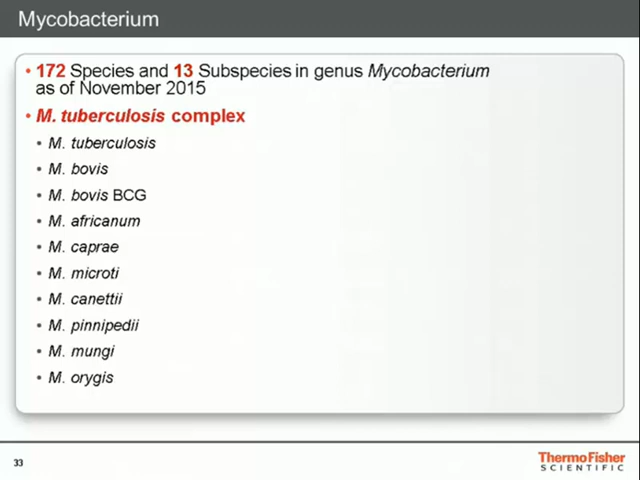 Mycobacterium
• 172 Species and 13 Subspecies in genus Mycobacterium
as of November 2015
• M. tuberculosis complex
• M. tuberculosis
• M. bovis
• M. bovis BCG
• M. africanum
• M. caprae
• M. microti
• M. canettii
• M. pinnipedii
• M. mungi
• M. orygis
33
ThermoFisher
SCIENTIFIC